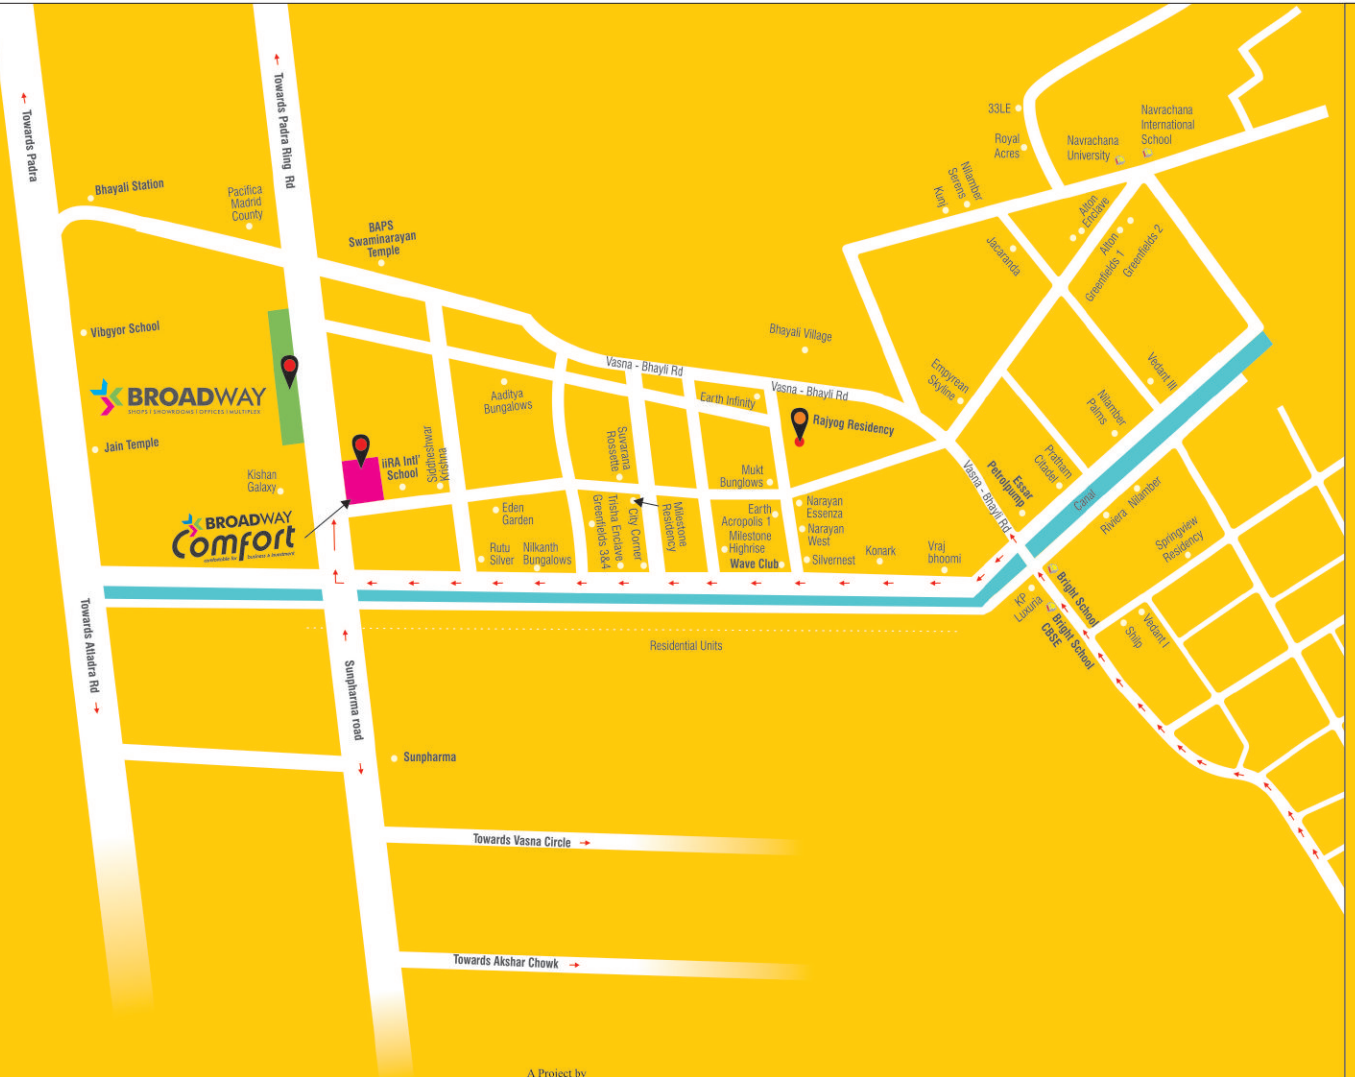 Towards Padra
Towards Padra Ring Rd
Bhayali Station
Pacifica
Madrid
County
BAPS
Swaminarayan
Temple
33LE
Royal
Acres
Navrachana
University
Navrachana
International
School
Nilamber
Serens
Kunj
Alton
Enclave
Alton
Greenfields 1
Greenfields 2
Jacaranda
Vibgyor School
BROADWAY
SHOPS | SHOWROOMS | OFFICES | MULTIPLEX
Jain Temple
Kishan
Galaxy
iiRA Intl'
School
Krishna
Siddheshwar
Aaditya
Bungalows
Vasna - Bhayli Rd
Bhayali Village
Vasna - Bhayli Rd
Earth Infinity
Rajyog Residency
Empyrean
Skyline
Vedant III
Nilamber
Palms
Pratham
Citadel
Essar
Petrolpump
Vasna - Bhayli Rd
Canal
Riviera
Nilamber
Springview
Residency
Suvarana
Rossette
Mukt
Bunglows
BROADWAY
Comfort
comfortable for business & investment
Eden
Garden
Rutu
Silver
Nilkanth
Bungalows
Greenfields 3&4
Trisha Enclave
City Corner
Milestone
Residency
Earth
Acropolis 1
Milestone
Highrise
Wave Club
Narayan
Essenza
Narayan
West
Silvernest
Konark
Vraj
bhoomi
KP
Luxuria
Bright School
Bright School
CBSE
Shilp
Vedant I
Residential Units
Towards Atladra Rd
Sunpharma road
Sunpharma
Towards Vasna Circle
Towards Akshar Chowk
A Project by